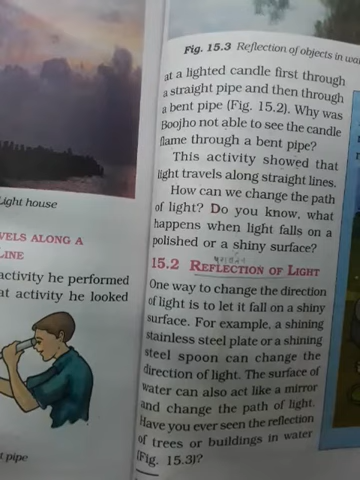 Light house
VELS ALONG A
LINE
activity he performed
at activity he looked
t pipe
Fig. 15.3 Reflection of objects in wa
at a lighted candle first through
a straight pipe and then through
a bent pipe (Fig. 15.2). Why was
Boojho not able to see the candle
flame through a bent pipe?
This activity showed that
light travels along straight lines.
How can we change the path
of light? Do you know, what
happens when light falls on a
polished or a shiny surface?
15.2 REFLECTION OF LIGHT
One way to change the direction
of light is to let it fall on a shiny
surface. For example, a shining
stainless steel plate or a shining
steel spoon can change the
direction of light. The surface of
water can also act like a mirror
and change the path of light.
Have you ever seen the reflection
of trees or buildings in water
(Fig. 15.3)?